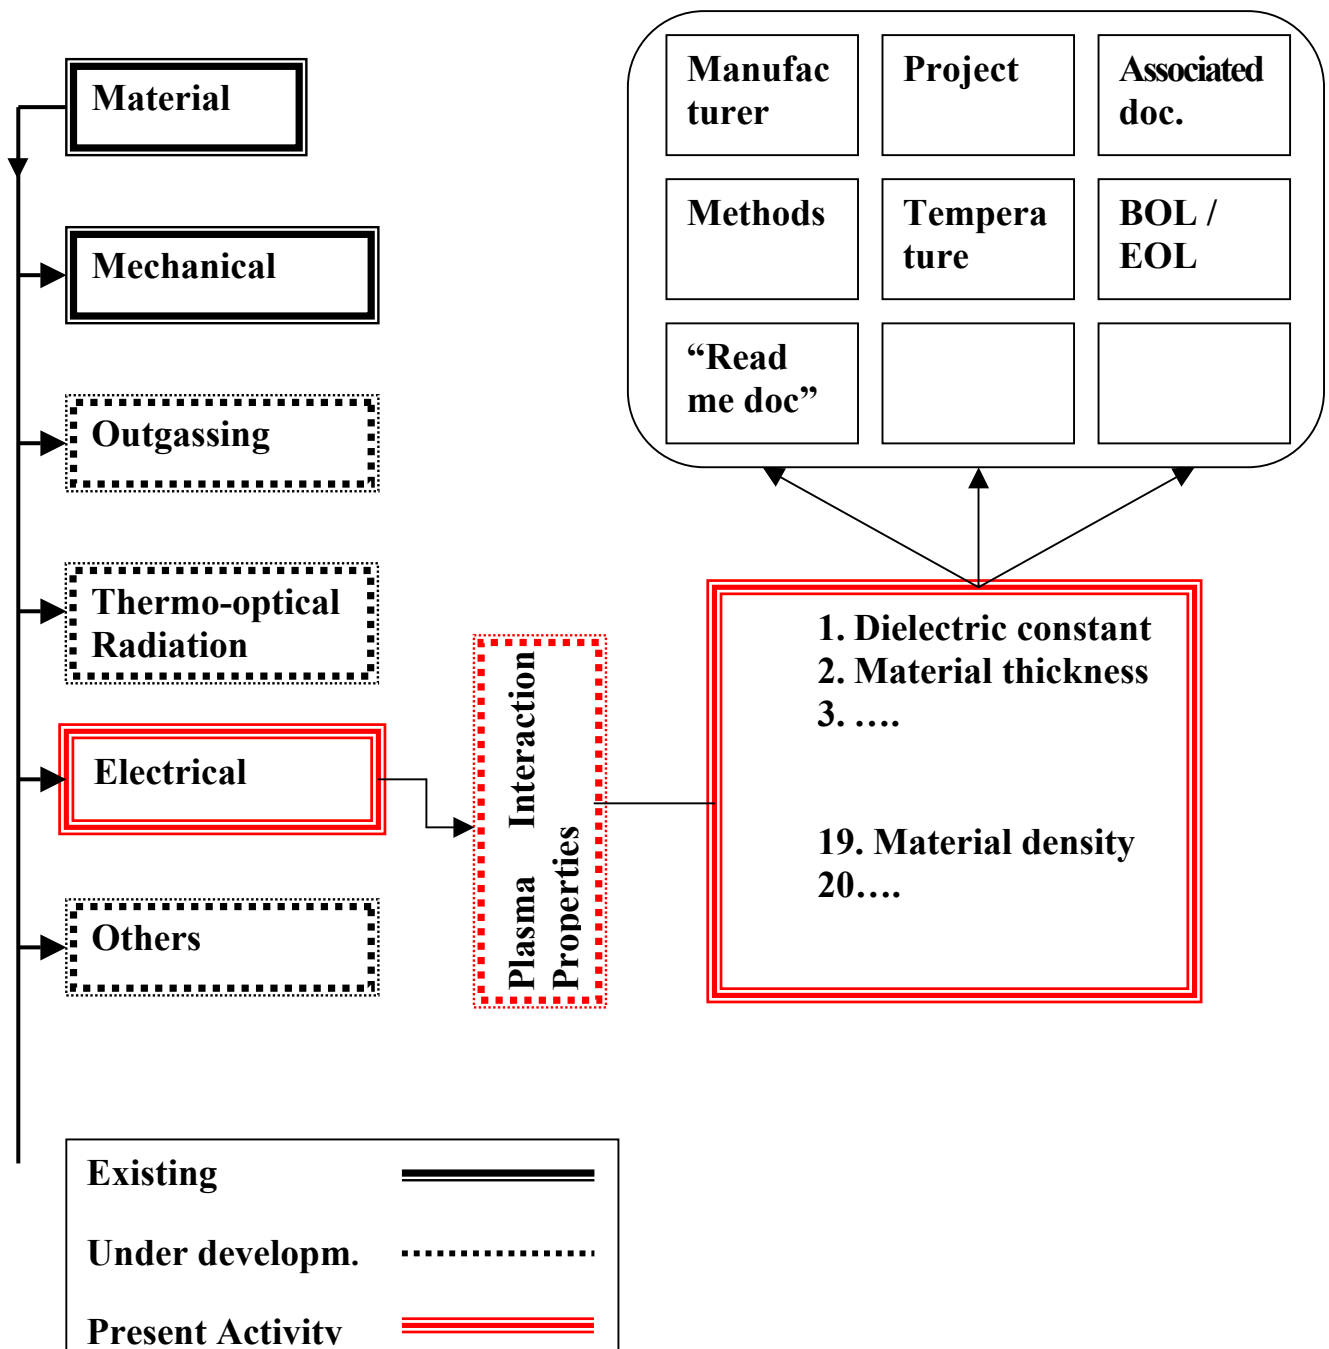 Material
Mechanical
Outgassing
Thermo-optical
Radiation
Electrical
Others
Plasma Interaction
Properties
Manufac
turer
Project
Associated
doc.
Methods
Tempera
ture
BOL /
EOL
“Read
me doc”
1. Dielectric constant
2. Material thickness
3. ….
19. Material density
20….
Existing
Under developm.
Present Activity